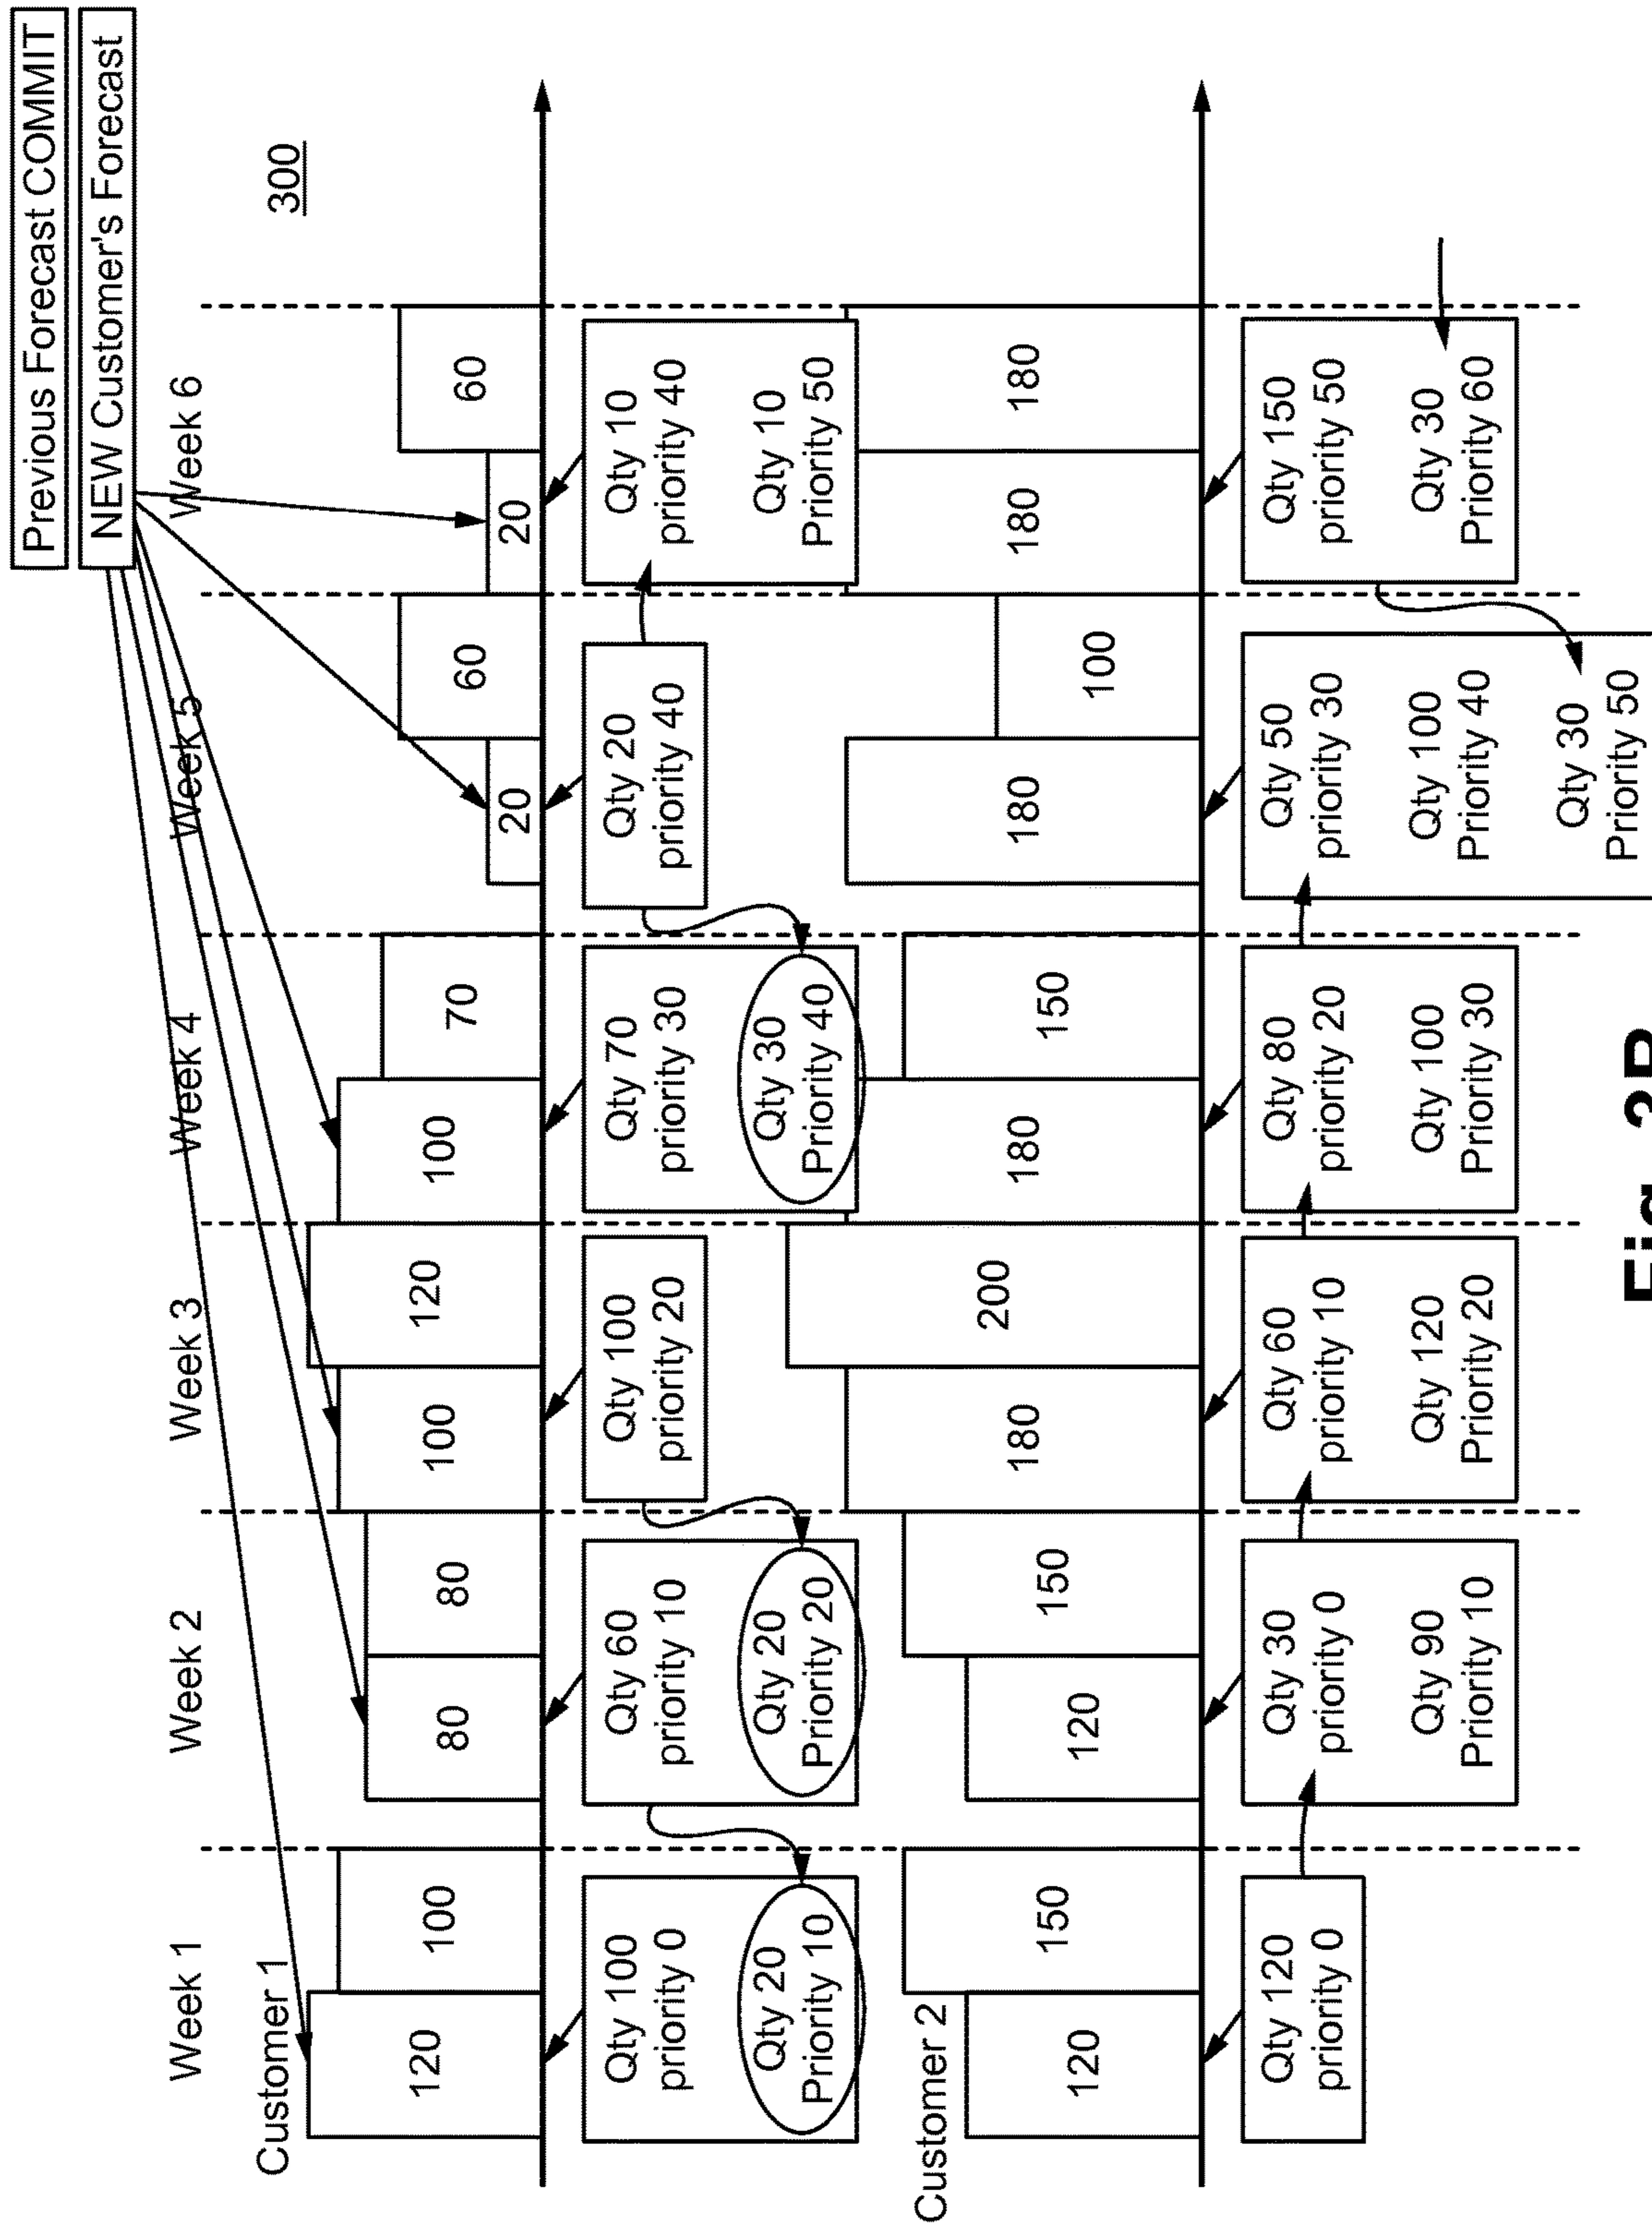 Previous Forecast COMMIT
NEW Customer's Forecast
300
Week 1
Week 2
Week 3
Week 4
Week 5
Week 6
Customer 1
120
100
80
80
100
120
100
70
20
60
20
60
Qty 100
priority 0
Qty 20
Priority 10
Qty 60
priority 10
Qty 20
Priority 20
Qty 100
priority 20
Qty 70
priority 30
Qty 30
Priority 40
Qty 20
priority 40
Qty 10
priority 40
Qty 10
Priority 50
Customer 2
120
150
120
150
180
200
180
150
180
100
180
180
Qty 120
priority 0
Qty 30
priority 0
Qty 90
Priority 10
Qty 60
priority 10
Qty 120
Priority 20
Qty 80
priority 20
Qty 100
Priority 30
Qty 50
priority 30
Qty 100
Priority 40
Qty 30
Priority 50
Qty 150
priority 50
Qty 30
Priority 60